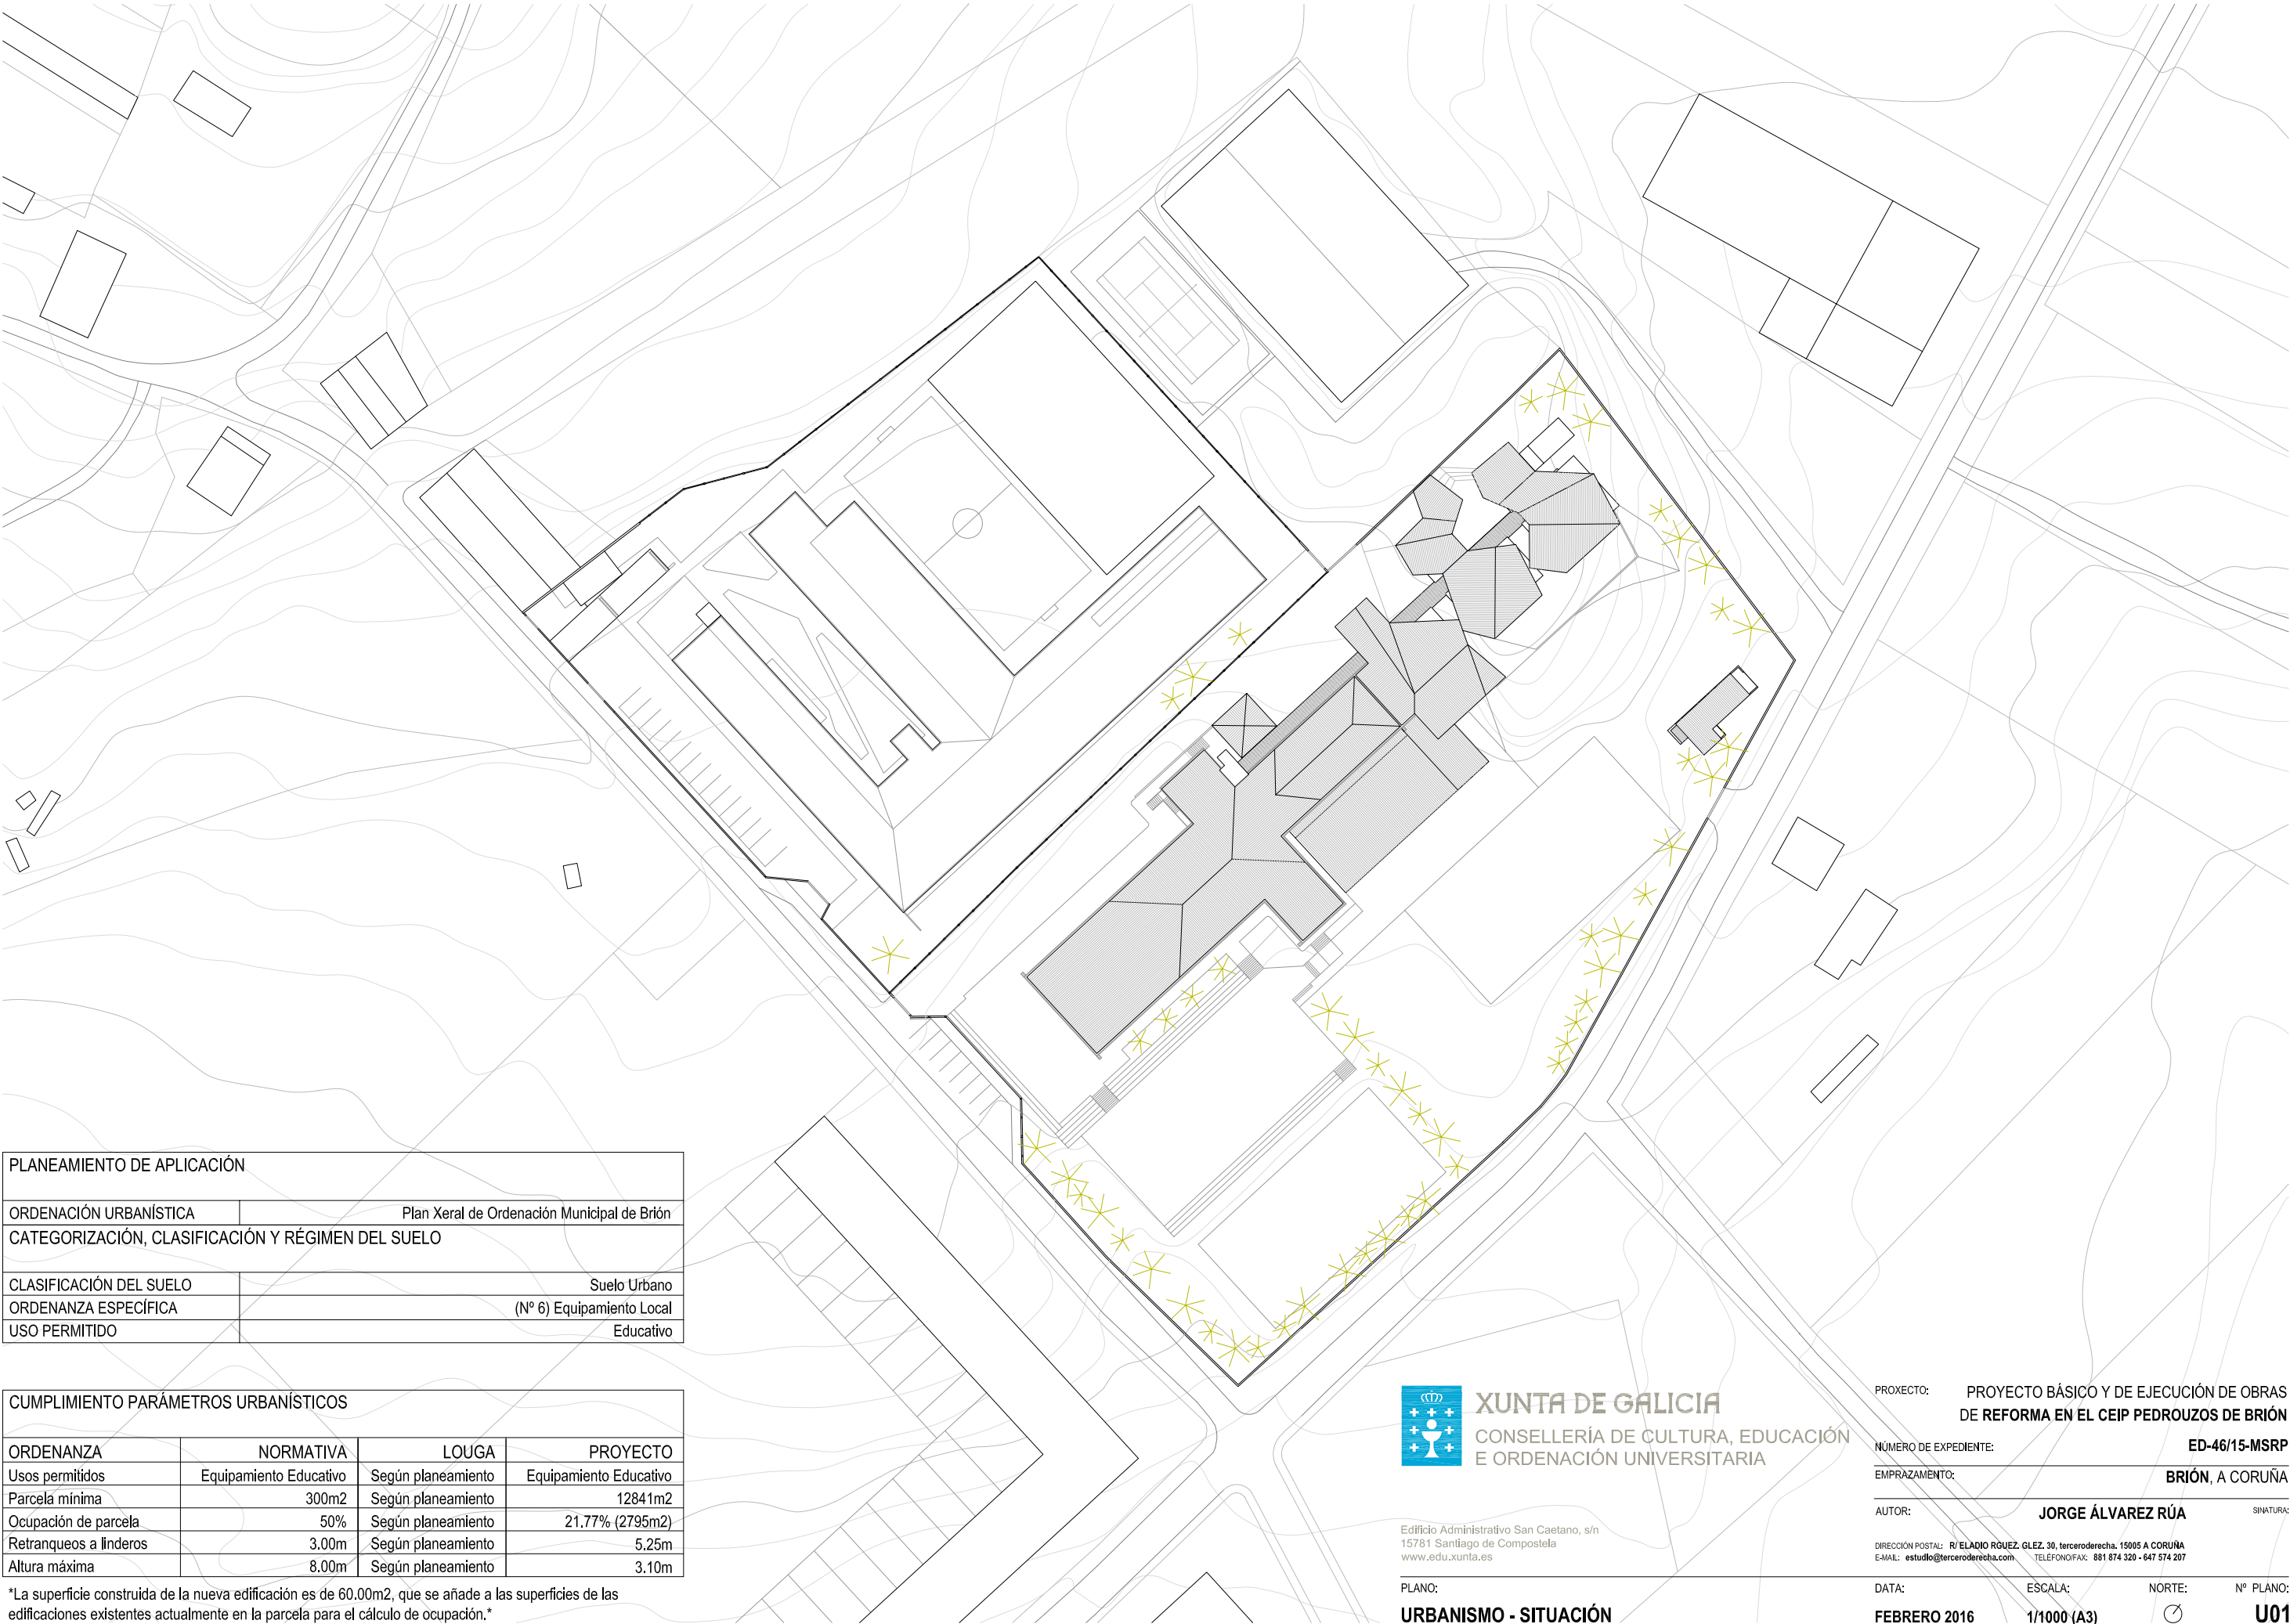 PLANEAMIENTO DE APLICACIÓN
ORDENACIÓN URBANÍSTICA Plan Xeral de Ordenación Municipal de Brión
CATEGORIZACIÓN, CLASIFICACIÓN Y RÉGIMEN DEL SUELO
CLASIFICACIÓN DEL SUELO Suelo Urbano
ORDENANZA ESPECÍFICA (Nº 6) Equipamiento Local
USO PERMITIDO Educativo
CUMPLIMIENTO PARÁMETROS URBANÍSTICOS
ORDENANZA NORMATIVA LOUGA PROYECTO
Usos permitidos Equipamiento Educativo Según planeamiento Equipamiento Educativo
Parcela mínima 300m2 Según planeamiento 12841m2
Ocupación de parcela 50% Según planeamiento 21,77% (2795m2)
Retranqueos a linderos 3.00m Según planeamiento 5.25m
Altura máxima 8.00m Según planeamiento 3.10m
*La superficie construida de la nueva edificación es de 60.00m2, que se añade a las superficies de las
edificaciones existentes actualmente en la parcela para el cálculo de ocupación.*
XUNTA DE GALICIA
CONSELLERÍA DE CULTURA, EDUCACIÓN
E ORDENACIÓN UNIVERSITARIA
Edificio Administrativo San Caetano, s/n
15781 Santiago de Compostela
www.edu.xunta.es
PLANO:
URBANISMO - SITUACIÓN
PROXECTO: PROYECTO BÁSICO Y DE EJECUCIÓN DE OBRAS
DE REFORMA EN EL CEIP PEDROUZOS DE BRIÓN
NÚMERO DE EXPEDIENTE: ED-46/15-MSRP
EMPRAZAMENTO: BRIÓN, A CORUÑA
AUTOR: JORGE ÁLVAREZ RÚA SINATURA:
DIRECCIÓN POSTAL: R/ ELADIO RGUEZ. GLEZ. 30, terceroderecha. 15005 A CORUÑA
E-MAIL: estudio@terceroderecha.com TELÉFONO/FAX: 881 874 320 - 647 574 207
DATA: ESCALA: NORTE: Nº PLANO:
FEBRERO 2016 1/1000 (A3) U01